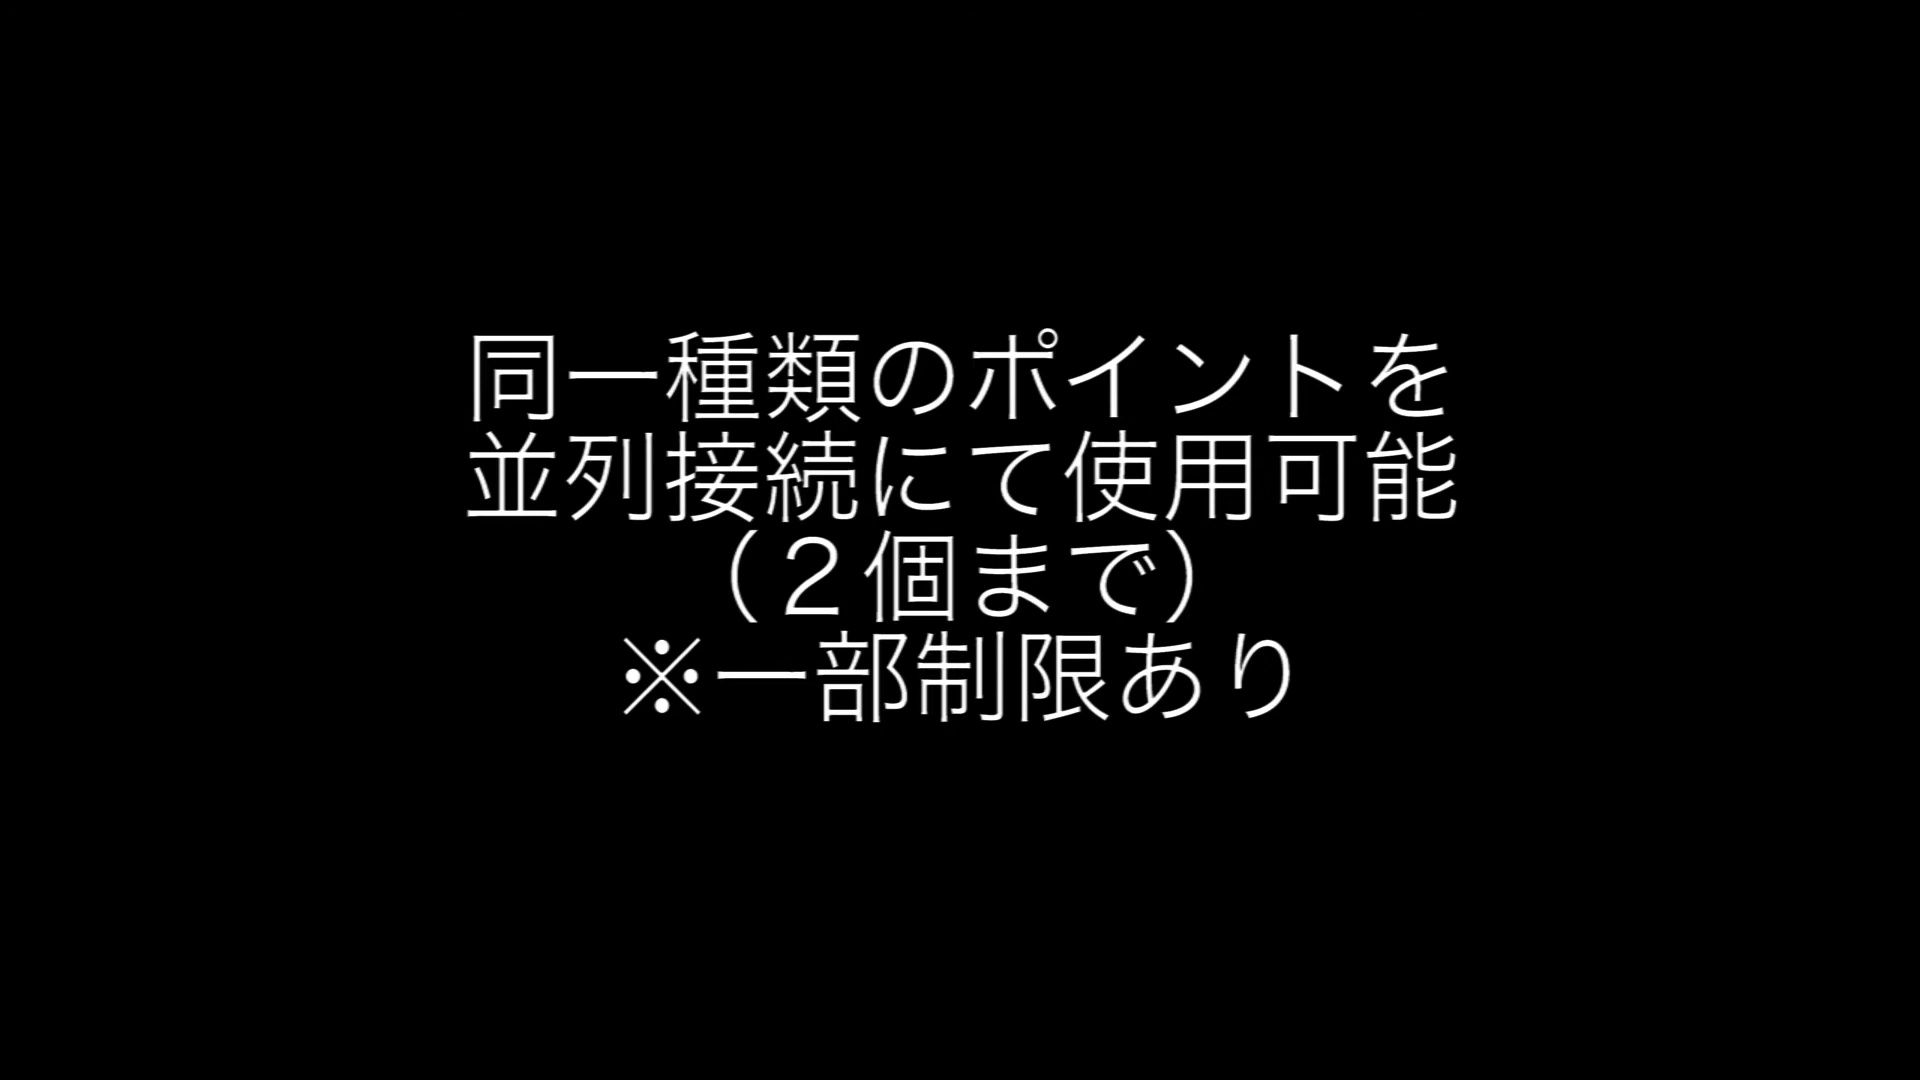 同一種類のポイントを
並列接続にて使用可能
（２個まで）
※一部制限あり